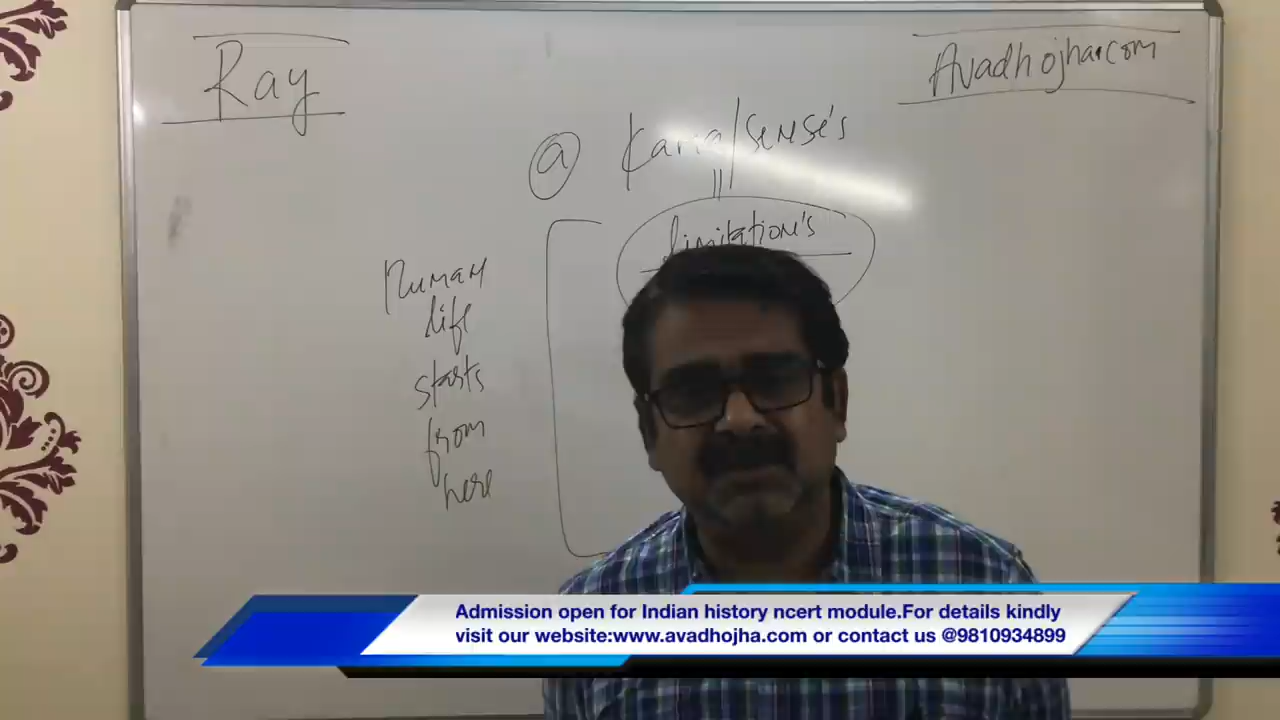 Ray
Avadhojha.com
a Kama/sense's
limitation's
Human
life
starts
from
here
Admission open for Indian history ncert module.For details kindly
visit our website:www.avadhojha.com or contact us @9810934899